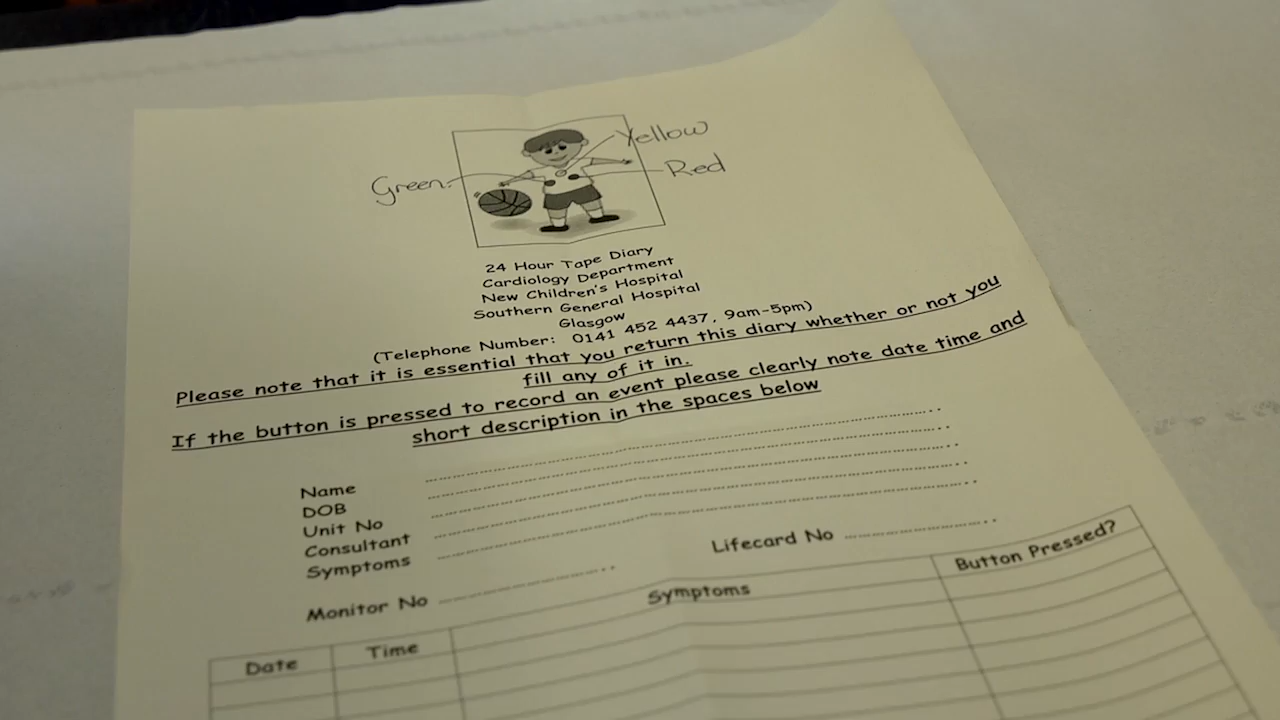 Yellow
Green
Red
24 Hour Tape Diary
Cardiology Department
New Children's Hospital
Southern General Hospital
Glasgow
(Telephone Number: 0141 452 4437, 9am-5pm)
Please note that it is essential that you return this diary whether or not you
fill any of it in.
If the button is pressed to record an event please clearly note date time and
short description in the spaces below
Name ................................................
DOB ................................................
Unit No ................................................
Consultant ................................................
Symptoms ................................................
Monitor No ........................ Lifecard No ........................
Date Time Symptoms Button Pressed?